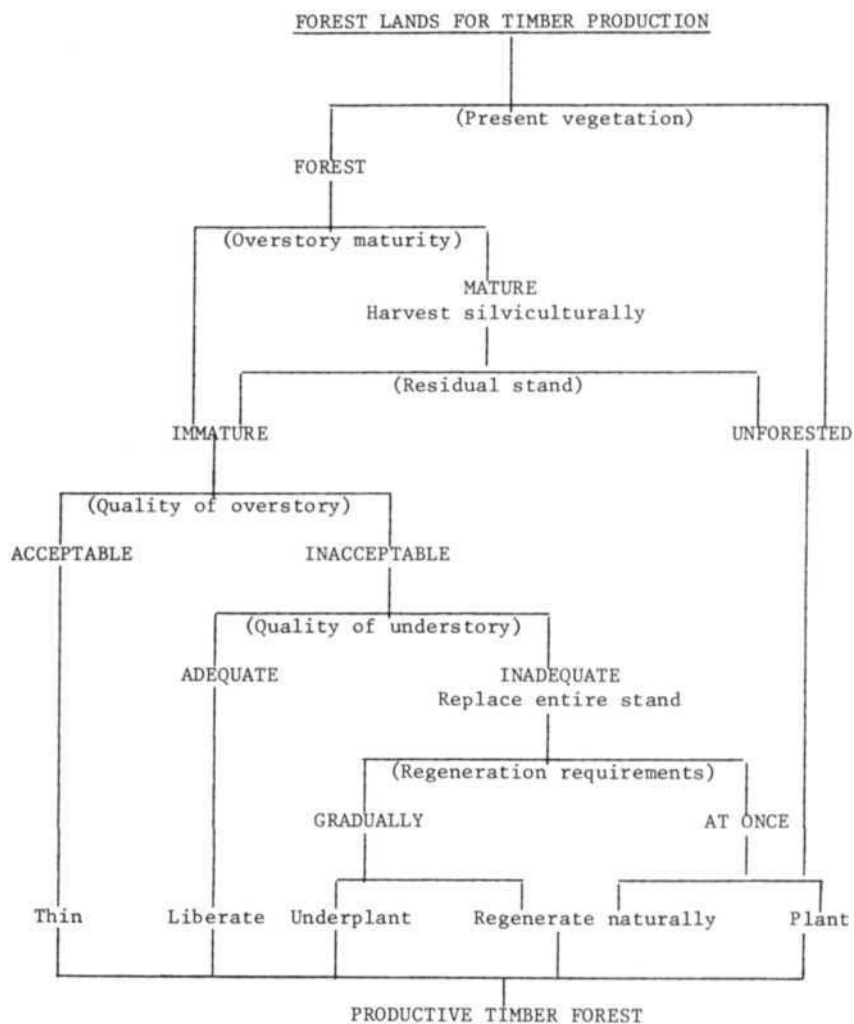 FOREST LANDS FOR TIMBER PRODUCTION
(Present vegetation)
FOREST
(Overstory maturity)
MATURE
Harvest silviculturally
(Residual stand)
IMMATURE
UNFORESTED
(Quality of overstory)
ACCEPTABLE
INACCEPTABLE
(Quality of understory)
ADEQUATE
INADEQUATE
Replace entire stand
(Regeneration requirements)
GRADUALLY
AT ONCE
Thin
Liberate
Underplant
Regenerate naturally
Plant
PRODUCTIVE TIMBER FOREST